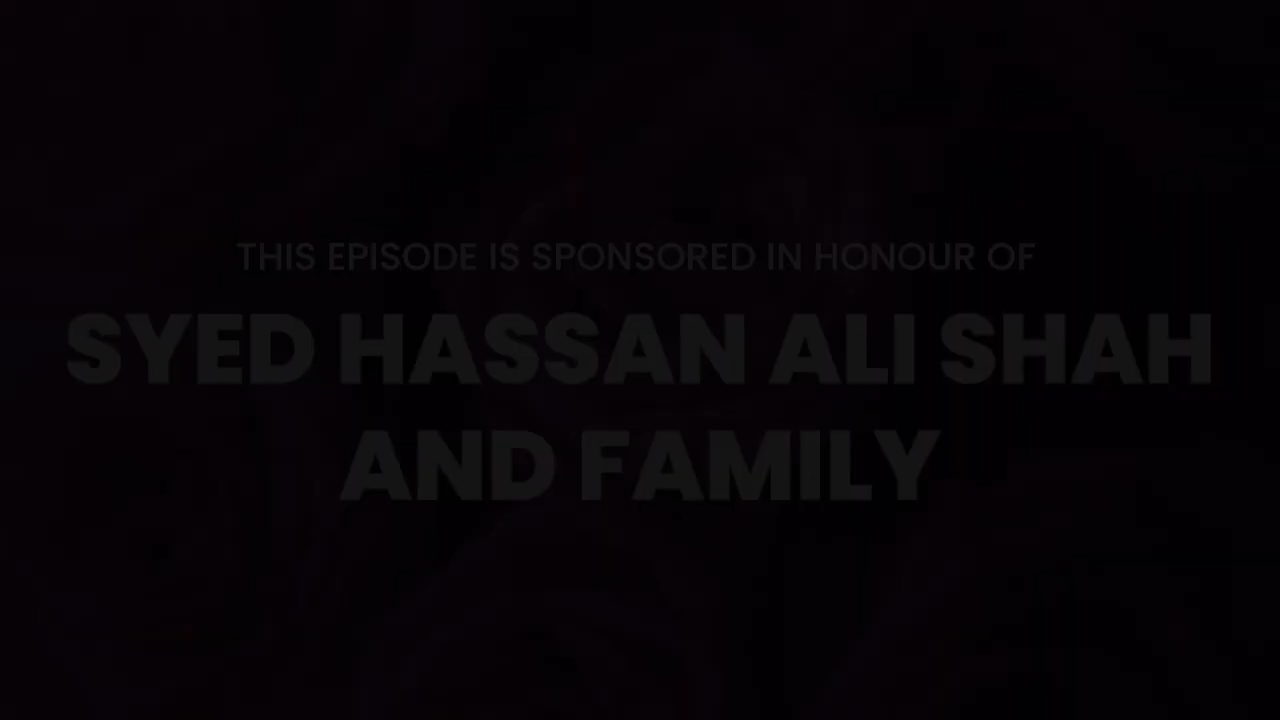 THIS EPISODE IS SPONSORED IN HONOUR OF
SYED HASSAN ALI SHAH
AND FAMILY